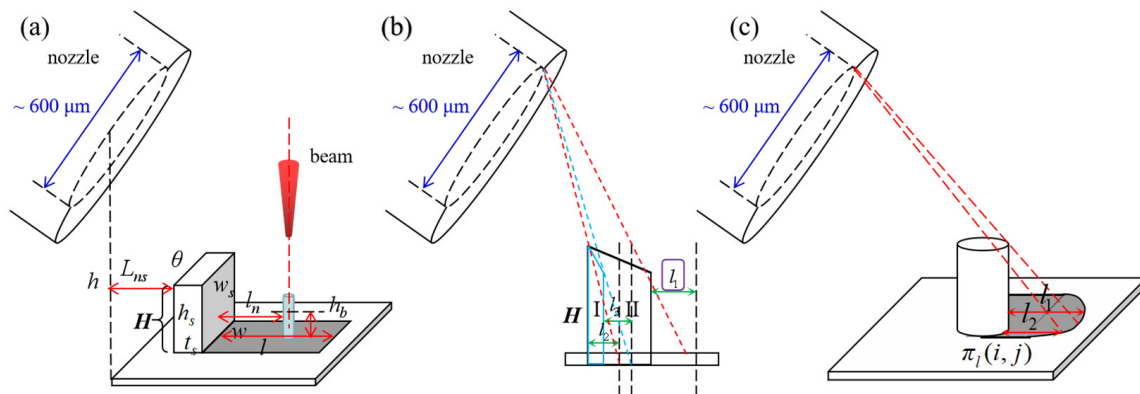 (a)
nozzle
~ 600 μm
beam
h
L_ns
θ
w_s
l_n
h_b
H
h_s
t_s
w
l
(b)
nozzle
~ 600 μm
H
I
II
l_3
l_2
l_1
(c)
nozzle
~ 600 μm
l_1
l_2
π_l(i, j)